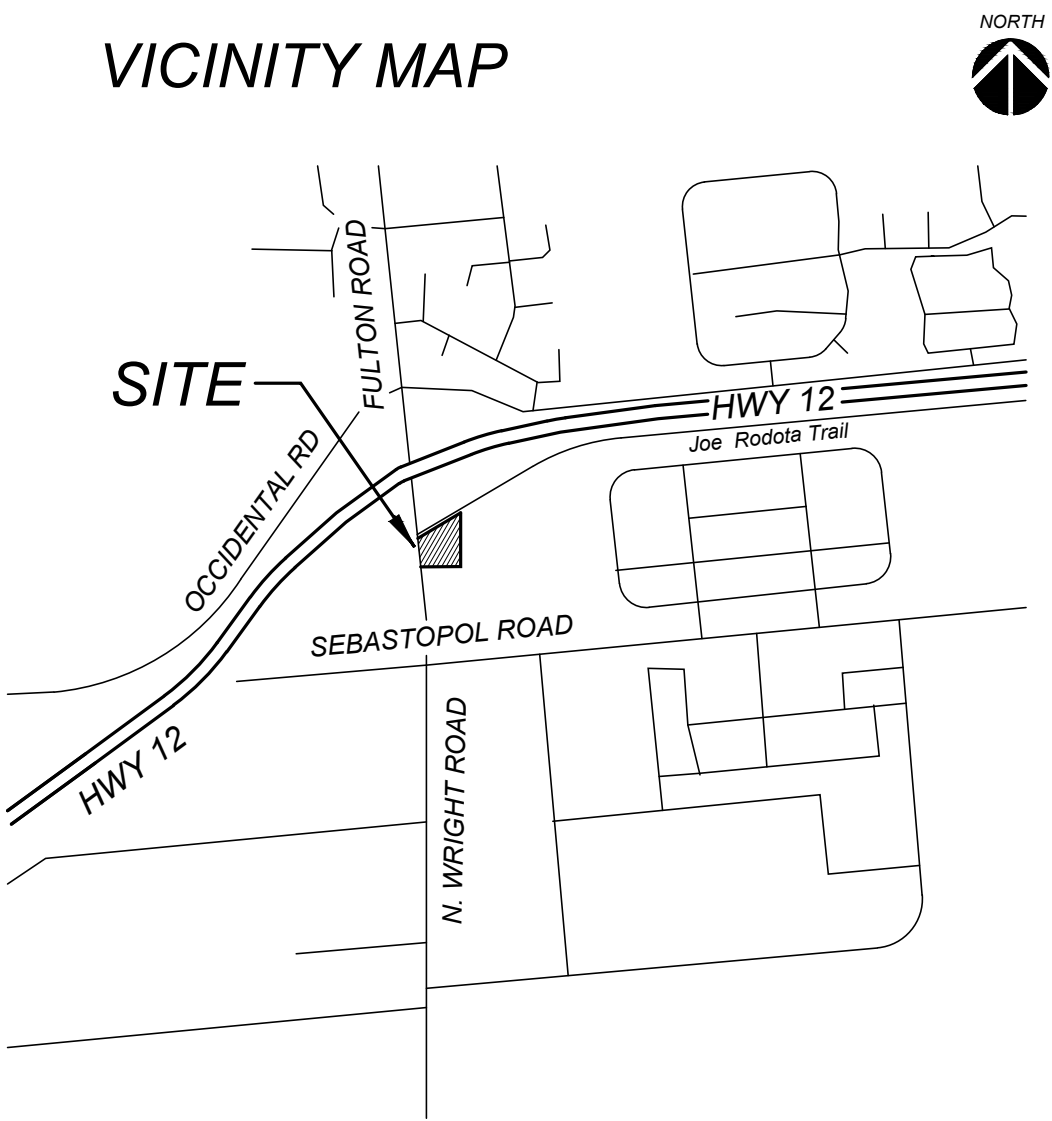 NORTH
VICINITY MAP
FULTON ROAD
SITE
HWY 12
Joe Rodota Trail
OCCIDENTAL RD
SEBASTOPOL ROAD
HWY 12
N. WRIGHT ROAD